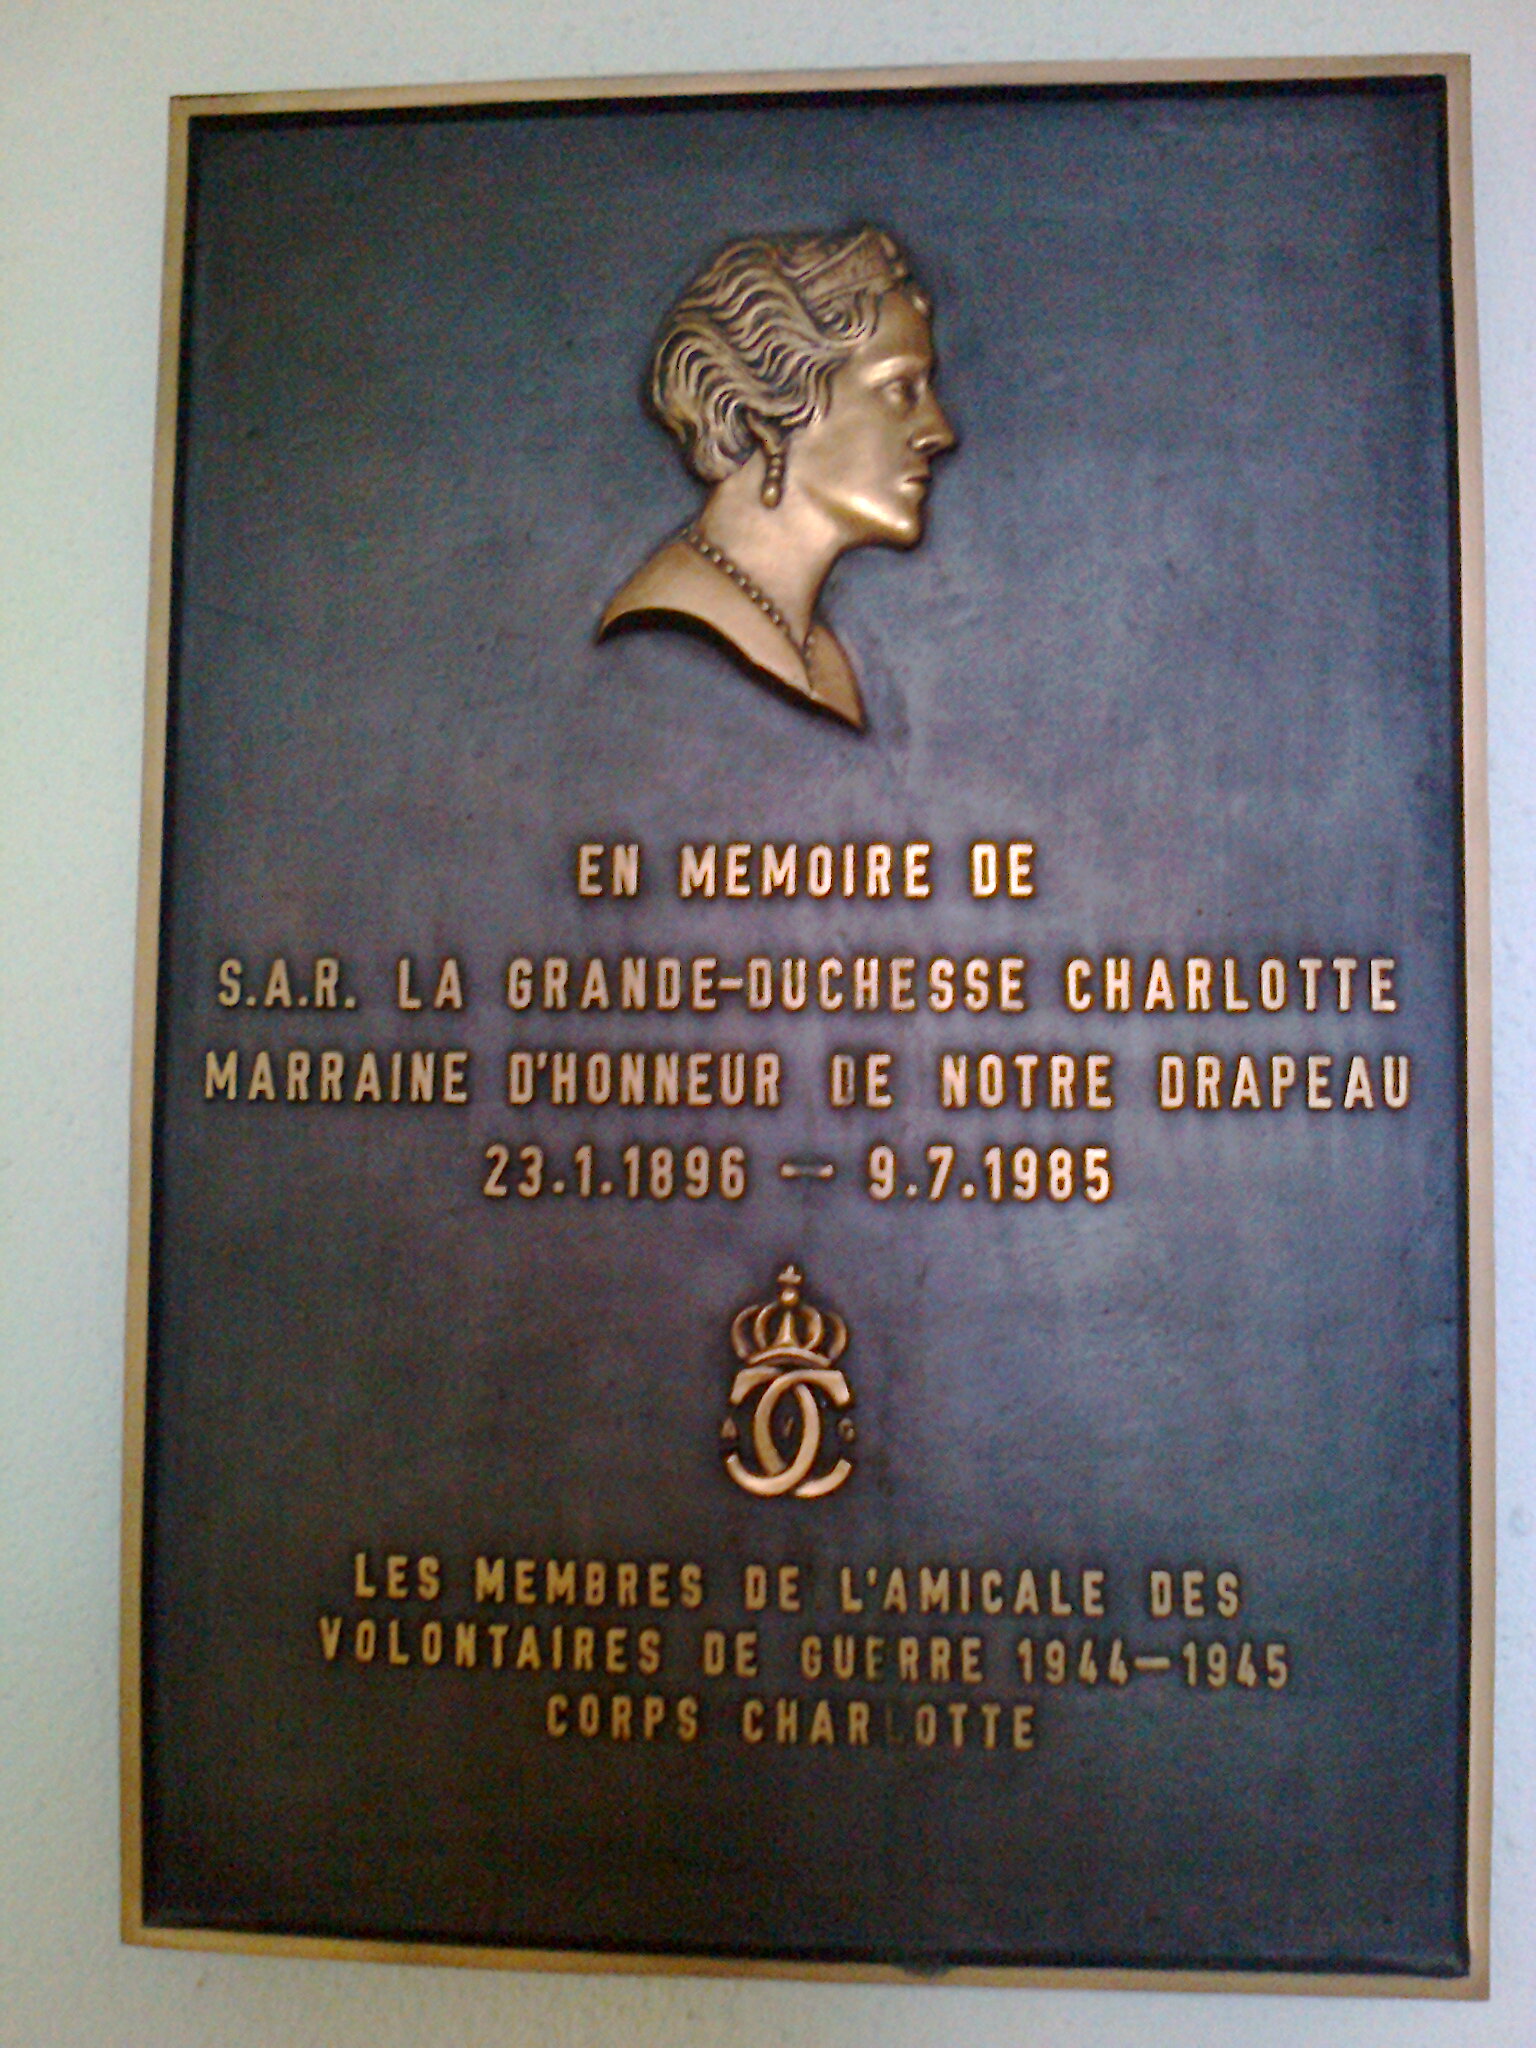 EN MEMOIRE DE
S.A.R. LA GRANDE-DUCHESSE CHARLOTTE
MARRAINE D'HONNEUR DE NOTRE DRAPEAU
23.1.1896 — 9.7.1985
LES MEMBRES DE L'AMICALE DES
VOLONTAIRES DE GUERRE 1944—1945
CORPS CHARLOTTE